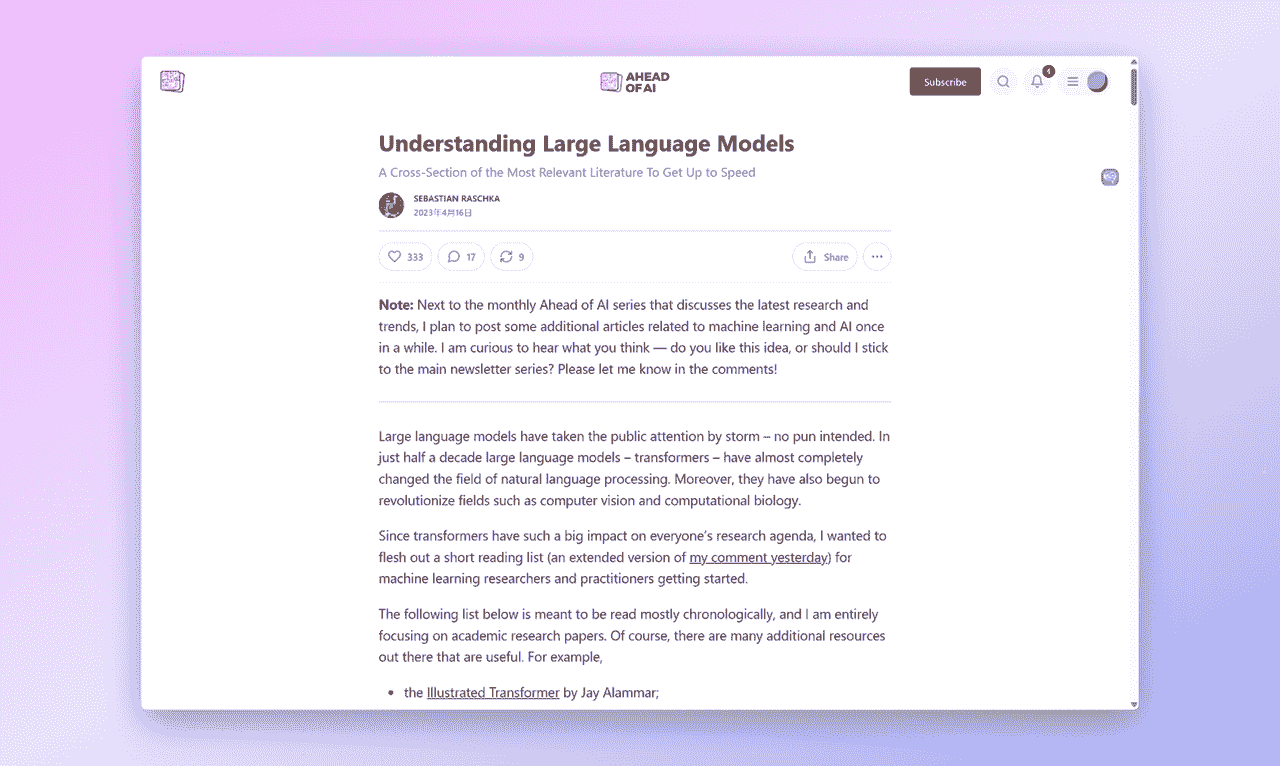 AHEAD
OF AI
Subscribe
4
Understanding Large Language Models
A Cross-Section of the Most Relevant Literature To Get Up to Speed
SEBASTIAN RASCHKA
2023年4月16日
333
17
9
Share
Note: Next to the monthly Ahead of AI series that discusses the latest research and
trends, I plan to post some additional articles related to machine learning and AI once
in a while. I am curious to hear what you think — do you like this idea, or should I stick
to the main newsletter series? Please let me know in the comments!
Large language models have taken the public attention by storm – no pun intended. In
just half a decade large language models – transformers – have almost completely
changed the field of natural language processing. Moreover, they have also begun to
revolutionize fields such as computer vision and computational biology.
Since transformers have such a big impact on everyone’s research agenda, I wanted to
flesh out a short reading list (an extended version of my comment yesterday) for
machine learning researchers and practitioners getting started.
The following list below is meant to be read mostly chronologically, and I am entirely
focusing on academic research papers. Of course, there are many additional resources
out there that are useful. For example,
• the Illustrated Transformer by Jay Alammar;